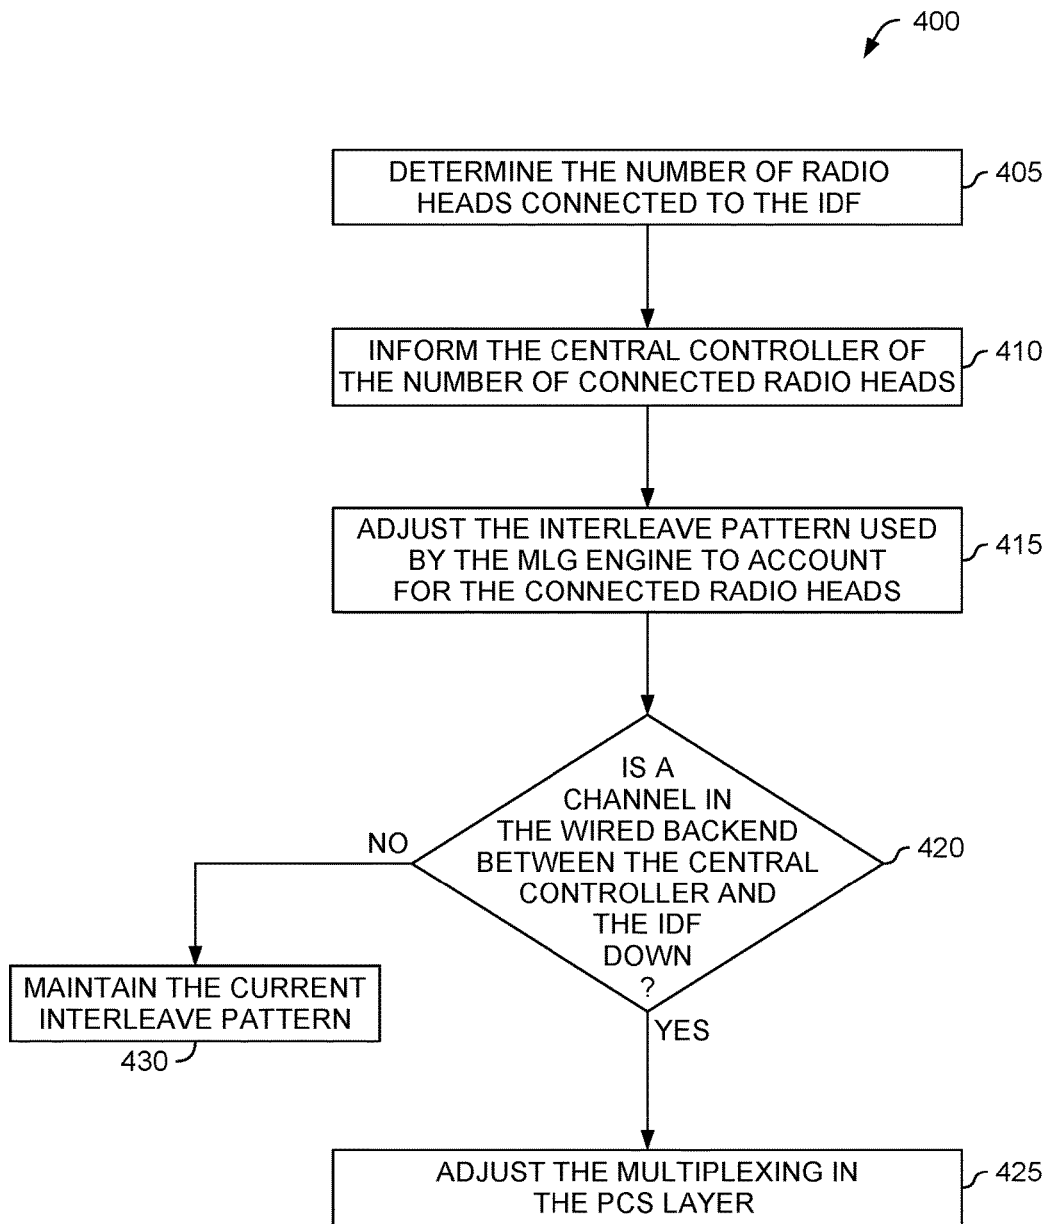 400
DETERMINE THE NUMBER OF RADIO
HEADS CONNECTED TO THE IDF
405
INFORM THE CENTRAL CONTROLLER OF
THE NUMBER OF CONNECTED RADIO HEADS
410
ADJUST THE INTERLEAVE PATTERN USED
BY THE MLG ENGINE TO ACCOUNT
FOR THE CONNECTED RADIO HEADS
415
IS A
CHANNEL IN
THE WIRED BACKEND
BETWEEN THE CENTRAL
CONTROLLER AND
THE IDF
DOWN
?
420
NO
MAINTAIN THE CURRENT
INTERLEAVE PATTERN
430
YES
ADJUST THE MULTIPLEXING IN
THE PCS LAYER
425